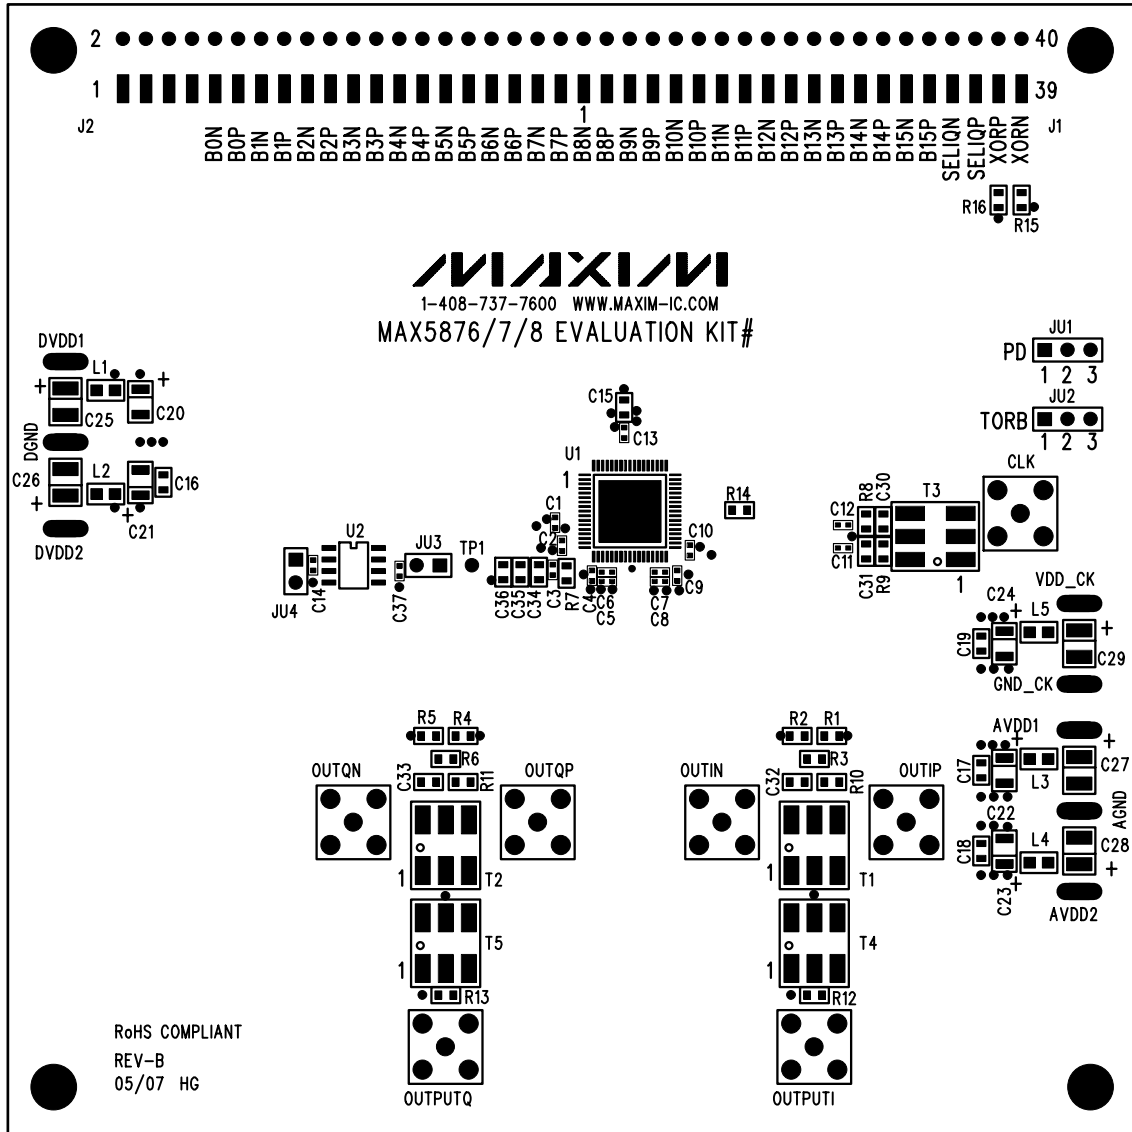 2 40
1 39
J2 1 J1
B0N B0P B1N B1P B2N B2P B3N B3P B4N B4P B5N B5P B6N B6P B7N B7P B8N B8P B9N B9P B10N B10P B11N B11P B12N B12P B13N B13P B14N B14P B15N B15P SELIQN SELIQP XORP XORN
R16
R15
MAXIM
1-408-737-7600 WWW.MAXIM-IC.COM
MAX5876/7/8 EVALUATION KIT#
DVDD1
L1
+ +
C25 C20
DGND
C26 L2 C16
+ +
C21
DVDD2
JU1
PD
1 2 3
JU2
TORB
1 2 3
CLK
C15
C13
U1
1
R14
C1
C2
C10
C12
C11
R8 C30
T3
C31 R9
1
U2
JU3 TP1
JU4
C14
C37
C36 C35 C34 C3 R7 C4
C6
C5
C7
C8
C9
VDD_CK
C24 + L5 +
C19
C29
GND_CK
AVDD1
+ +
C17
C27
L3
C22
AGND
C18
L4
C28
C23 + +
AVDD2
R5 R4
R6
OUTQN C33 R11 OUTQP
1 T2
T5
1
R13
OUTPUTQ
R2 R1
R3
OUTIN C32 R10 OUTIP
1 T1
T4
1
R12
OUTPUTI
RoHS COMPLIANT
REV-B
05/07 HG